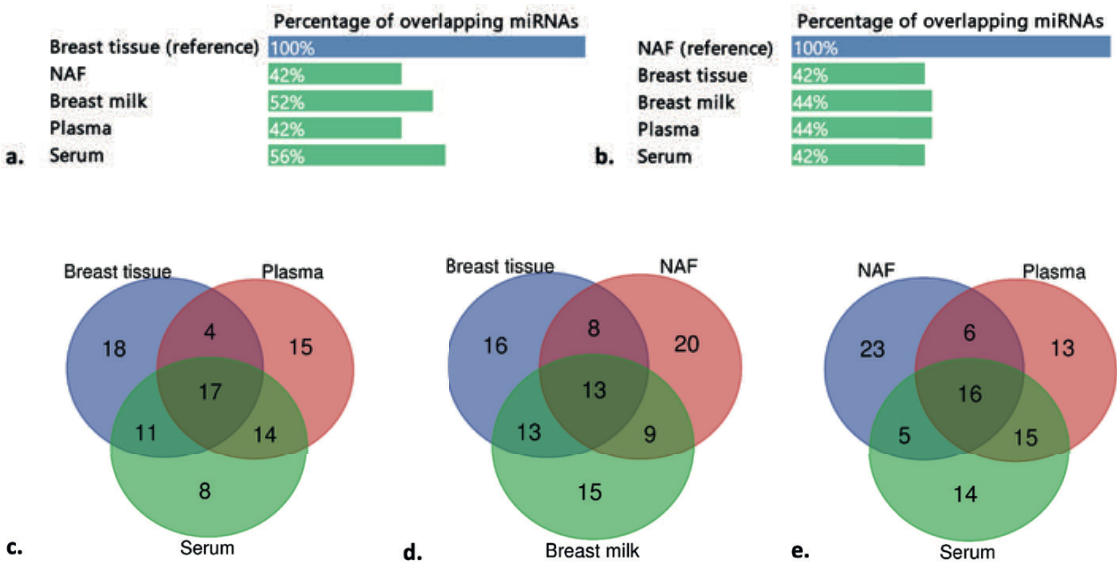 Percentage of overlapping miRNAs
Breast tissue (reference) 100%
NAF 42%
Breast milk 52%
Plasma 42%
a. Serum 56%
Percentage of overlapping miRNAs
NAF (reference) 100%
Breast tissue 42%
Breast milk 44%
Plasma 44%
b. Serum 42%
Breast tissue Plasma
4
18 15
17
11 14
8
c. Serum
Breast tissue NAF
8
16 20
13
13 9
15
d. Breast milk
NAF Plasma
6
23 13
16
5 15
14
e. Serum